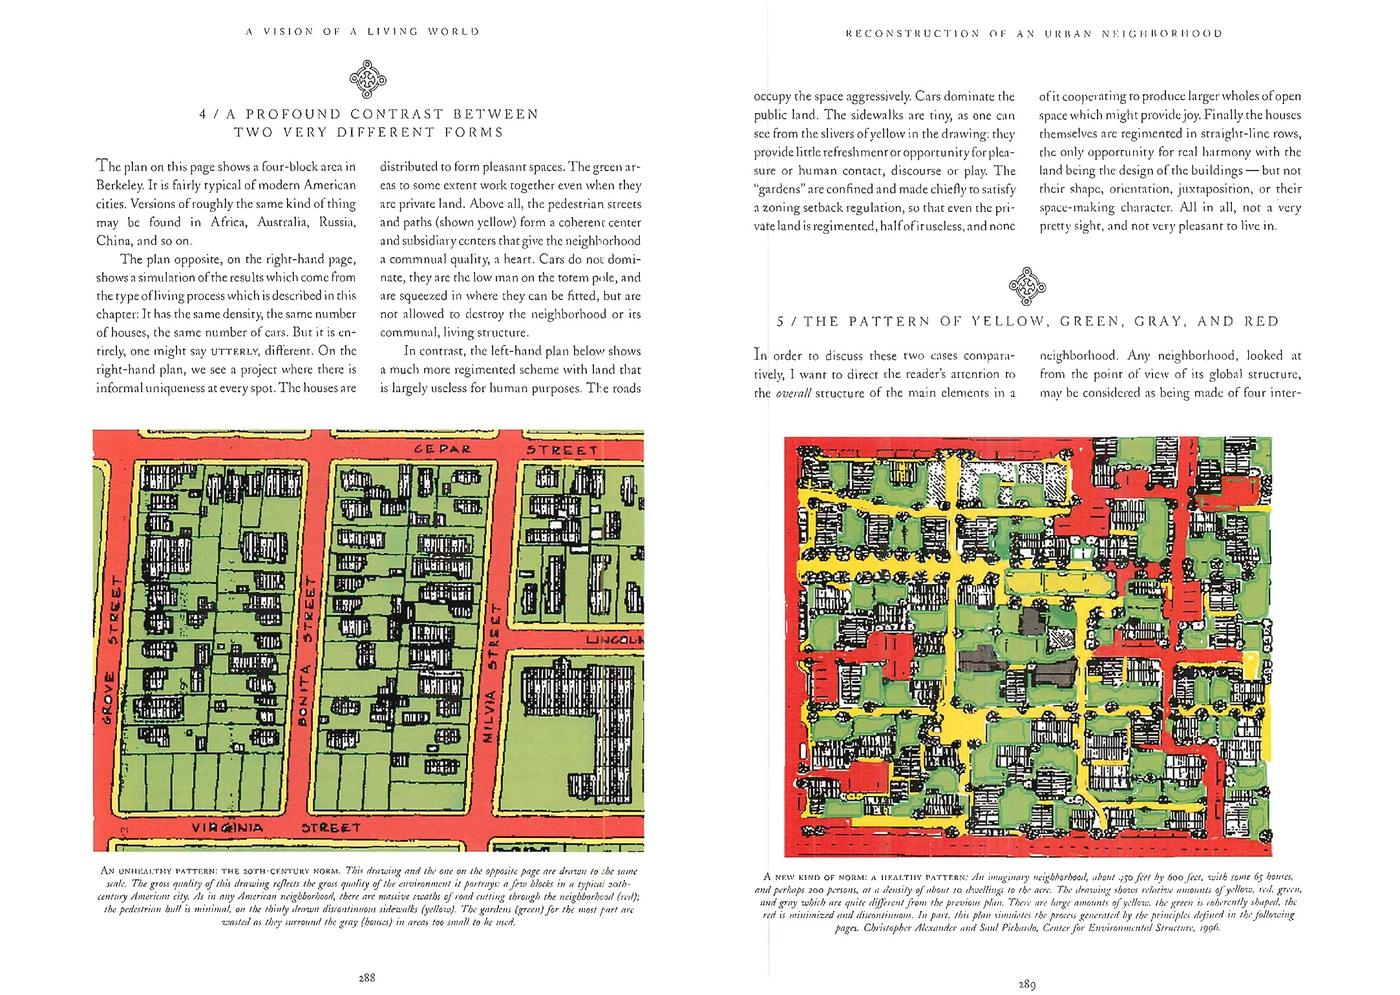 A VISION OF A LIVING WORLD
4 / A PROFOUND CONTRAST BETWEEN
TWO VERY DIFFERENT FORMS
The plan on this page shows a four-block area in
Berkeley. It is fairly typical of modern American
cities. Versions of roughly the same kind of thing
may be found in Africa, Australia, Russia,
China, and so on.
The plan opposite, on the right-hand page,
shows a simulation of the results which come from
the type of living process which is described in this
chapter: It has the same density, the same number
of houses, the same number of cars. But it is en-
tirely, one might say UTTERLY, different. On the
right-hand plan, we see a project where there is
informal uniqueness at every spot. The houses are
distributed to form pleasant spaces. The green ar-
eas to some extent work together even when they
are private land. Above all, the pedestrian streets
and paths (shown yellow) form a coherent center
and subsidiary centers that give the neighborhood
a communal quality, a heart. Cars do not domi-
nate, they are the low man on the totem pole, and
are squeezed in where they can be fitted, but are
not allowed to destroy the neighborhood or its
communal, living structure.
In contrast, the left-hand plan below shows
a much more regimented scheme with land that
is largely useless for human purposes. The roads
CEDAR STREET
GROVE STREET
BONITA STREET
MILVIA STREET
LINCOLN
VIRGINIA STREET
AN UNHEALTHY PATTERN: THE 20TH-CENTURY NORM. This drawing and the one on the opposite page are drawn to the same
scale. The gross quality of this drawing reflects the gross quality of the environment it portrays: a few blocks in a typical 20th-
century American city. As in any American neighborhood, there are massive swaths of road cutting through the neighborhood (red);
the pedestrian hull is minimal, on the thinly drawn discontinuous sidewalks (yellow). The gardens (green) for the most part are
wasted as they surround the gray (houses) in areas too small to be used.
288
RECONSTRUCTION OF AN URBAN NEIGHBORHOOD
occupy the space aggressively. Cars dominate the
public land. The sidewalks are tiny, as one can
see from the slivers of yellow in the drawing: they
provide little refreshment or opportunity for plea-
sure or human contact, discourse or play. The
“gardens” are confined and made chiefly to satisfy
a zoning setback regulation, so that even the pri-
vate land is regimented, half of it useless, and none
of it cooperating to produce larger wholes of open
space which might provide joy. Finally the houses
themselves are regimented in straight-line rows,
the only opportunity for real harmony with the
land being the design of the buildings — but not
their shape, orientation, juxtaposition, or their
space-making character. All in all, not a very
pretty sight, and not very pleasant to live in.
5 / THE PATTERN OF YELLOW, GREEN, GRAY, AND RED
In order to discuss these two cases compara-
tively, I want to direct the reader's attention to
the overall structure of the main elements in a
neighborhood. Any neighborhood, looked at
from the point of view of its global structure,
may be considered as being made of four inter-
A NEW KIND OF NORM: A HEALTHY PATTERN: An imaginary neighborhood, about 450 feet by 600 feet, with some 65 houses,
and perhaps 200 persons, at a density of about 10 dwellings to the acre. The drawing shows relative amounts of yellow, red, green,
and gray which are quite different from the previous plan. There are large amounts of yellow, the green is coherently shaped, the
red is minimized and discontinuous. In part, this plan simulates the process generated by the principles defined in the following
pages. Christopher Alexander and Saul Pichardo, Center for Environmental Structure, 1996.
289